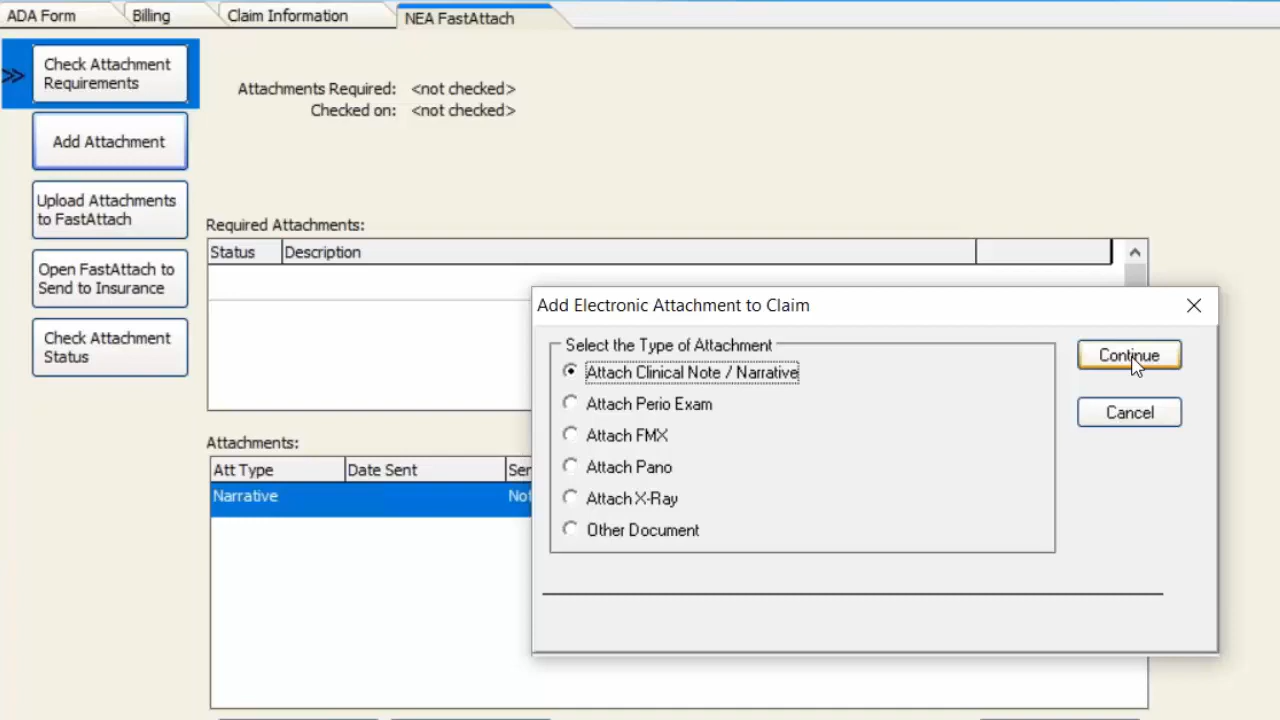 ADA Form Billing Claim Information NEA FastAttach
>> Check Attachment
Requirements
Attachments Required: <not checked>
Checked on: <not checked>
Add Attachment
Upload Attachments
to FastAttach
Open FastAttach to
Send to Insurance
Check Attachment
Status
Required Attachments:
Status Description
Attachments:
Att Type Date Sent
Narrative
Add Electronic Attachment to Claim
Select the Type of Attachment
Attach Clinical Note / Narrative
Attach Perio Exam
Attach FMX
Attach Pano
Attach X-Ray
Other Document
Continue
Cancel